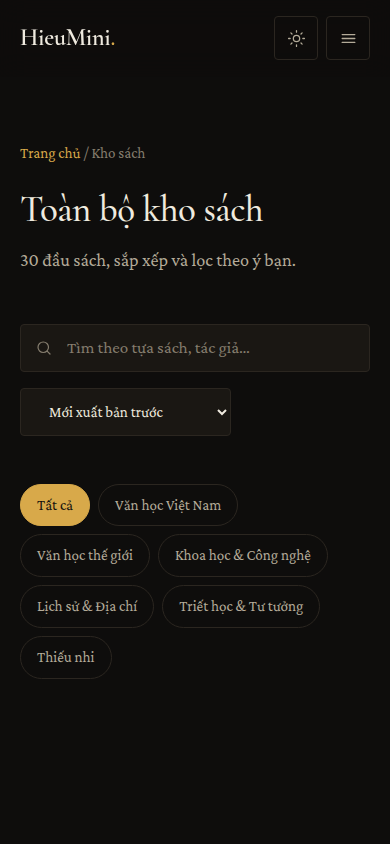 HieuMini.
Trang chủ / Kho sách
Toàn bộ kho sách
30 đầu sách, sắp xếp và lọc theo ý bạn.
Tìm theo tựa sách, tác giả…
Mới xuất bản trước
Tất cả
Văn học Việt Nam
Văn học thế giới
Khoa học & Công nghệ
Lịch sử & Địa chí
Triết học & Tư tưởng
Thiếu nhi